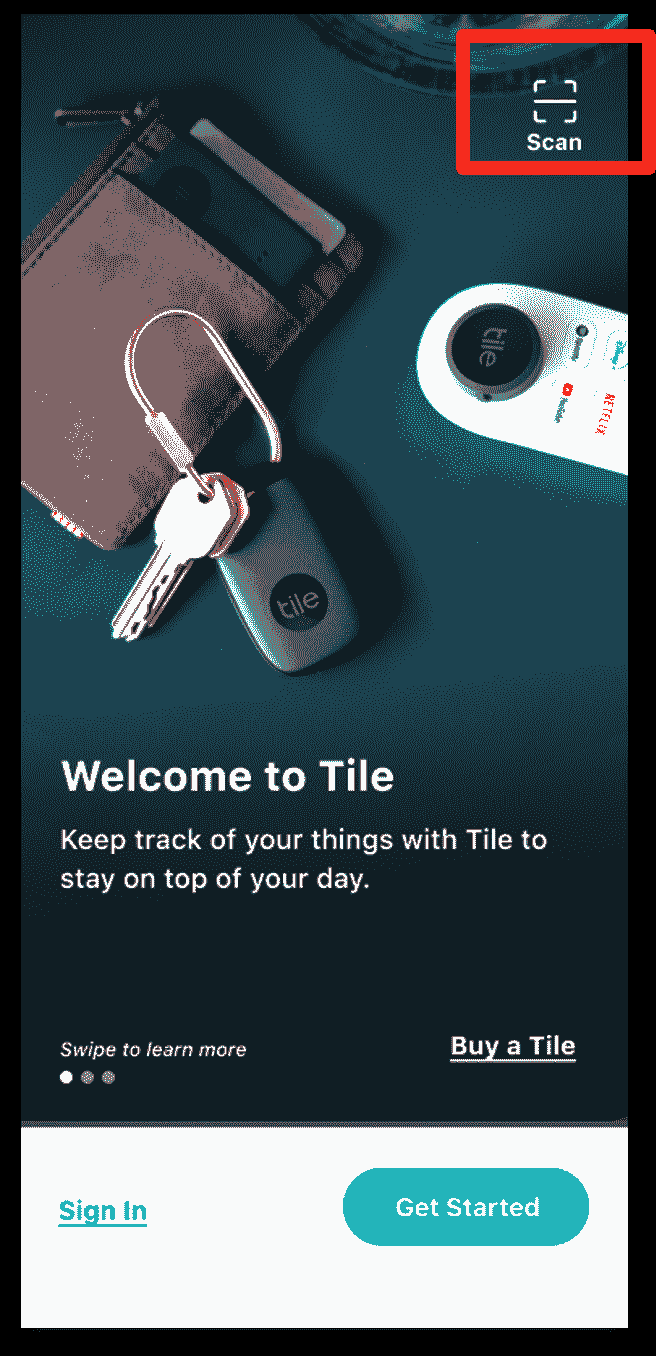 Scan
tile
NETFLIX
tile
Welcome to Tile
Keep track of your things with Tile to
stay on top of your day.
Swipe to learn more
Buy a Tile
Sign In
Get Started